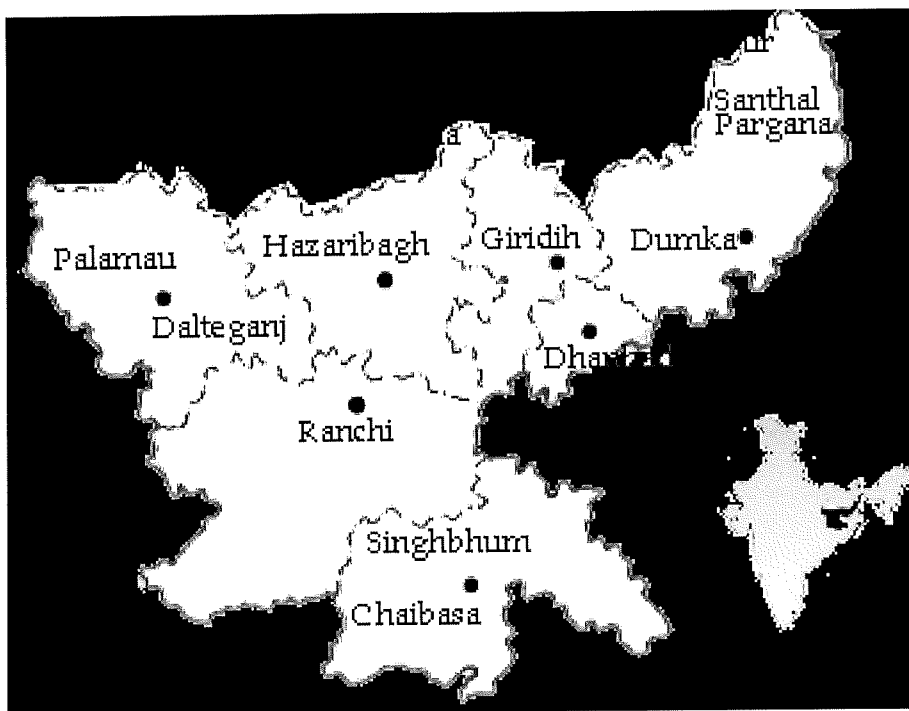 Santhal
Pargana
Hazaribagh
Giridih
Dumka
Palamau
Dalteganj
Ranchi
Singhbhum
Chaibasa